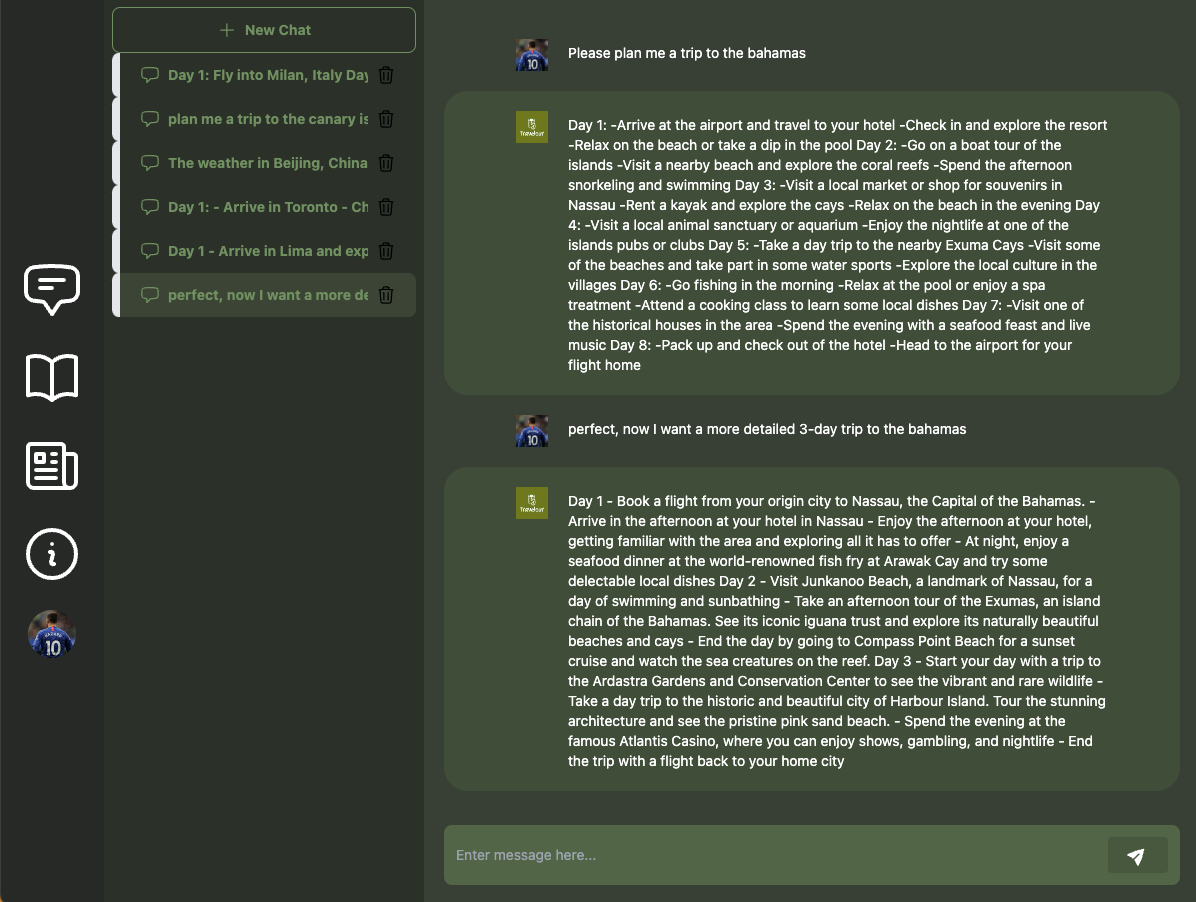 New Chat
Day 1: Fly into Milan, Italy Day
plan me a trip to the canary is
The weather in Beijing, China
Day 1: - Arrive in Toronto - Ch
Day 1 - Arrive in Lima and exp
perfect, now I want a more de
10
10
Please plan me a trip to the bahamas
Travelour
Day 1: -Arrive at the airport and travel to your hotel -Check in and explore the resort
-Relax on the beach or take a dip in the pool Day 2: -Go on a boat tour of the
islands -Visit a nearby beach and explore the coral reefs -Spend the afternoon
snorkeling and swimming Day 3: -Visit a local market or shop for souvenirs in
Nassau -Rent a kayak and explore the cays -Relax on the beach in the evening Day
4: -Visit a local animal sanctuary or aquarium -Enjoy the nightlife at one of the
islands pubs or clubs Day 5: -Take a day trip to the nearby Exuma Cays -Visit some
of the beaches and take part in some water sports -Explore the local culture in the
villages Day 6: -Go fishing in the morning -Relax at the pool or enjoy a spa
treatment -Attend a cooking class to learn some local dishes Day 7: -Visit one of
the historical houses in the area -Spend the evening with a seafood feast and live
music Day 8: -Pack up and check out of the hotel -Head to the airport for your
flight home
10
perfect, now I want a more detailed 3-day trip to the bahamas
Travelour
Day 1 - Book a flight from your origin city to Nassau, the Capital of the Bahamas. -
Arrive in the afternoon at your hotel in Nassau - Enjoy the afternoon at your hotel,
getting familiar with the area and exploring all it has to offer - At night, enjoy a
seafood dinner at the world-renowned fish fry at Arawak Cay and try some
delectable local dishes Day 2 - Visit Junkanoo Beach, a landmark of Nassau, for a
day of swimming and sunbathing - Take an afternoon tour of the Exumas, an island
chain of the Bahamas. See its iconic iguana trust and explore its naturally beautiful
beaches and cays - End the day by going to Compass Point Beach for a sunset
cruise and watch the sea creatures on the reef. Day 3 - Start your day with a trip to
the Ardastra Gardens and Conservation Center to see the vibrant and rare wildlife -
Take a day trip to the historic and beautiful city of Harbour Island. Tour the stunning
architecture and see the pristine pink sand beach. - Spend the evening at the
famous Atlantis Casino, where you can enjoy shows, gambling, and nightlife - End
the trip with a flight back to your home city
Enter message here...